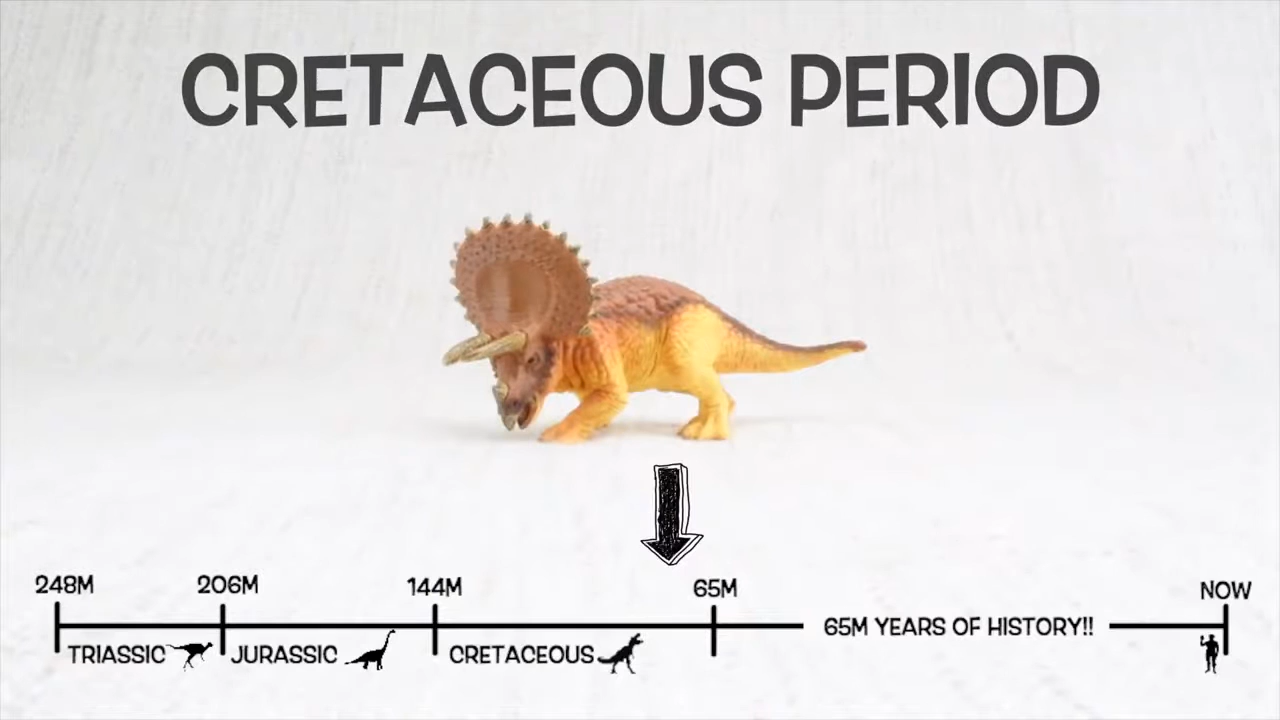 CRETACEOUS PERIOD
248M 206M 144M 65M NOW
65M YEARS OF HISTORY!!
TRIASSIC JURASSIC CRETACEOUS